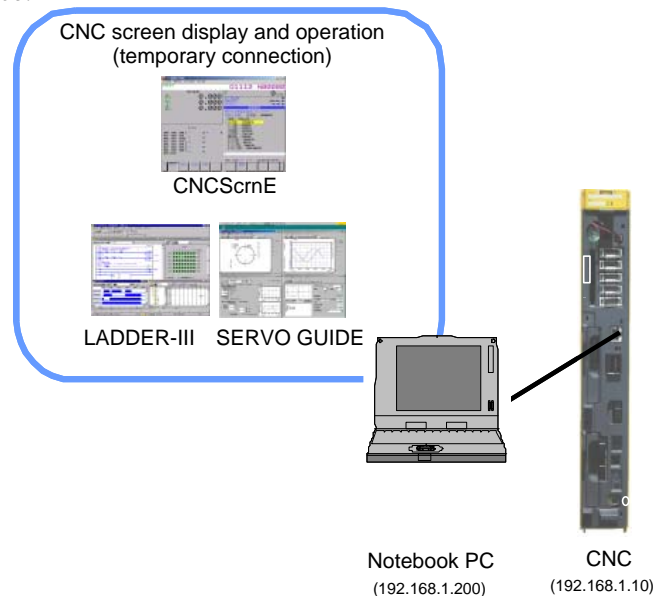 CNC screen display and operation
(temporary connection)
CNCScrnE
LADDER-III
SERVO GUIDE
Notebook PC
(192.168.1.200)
CNC
(192.168.1.10)